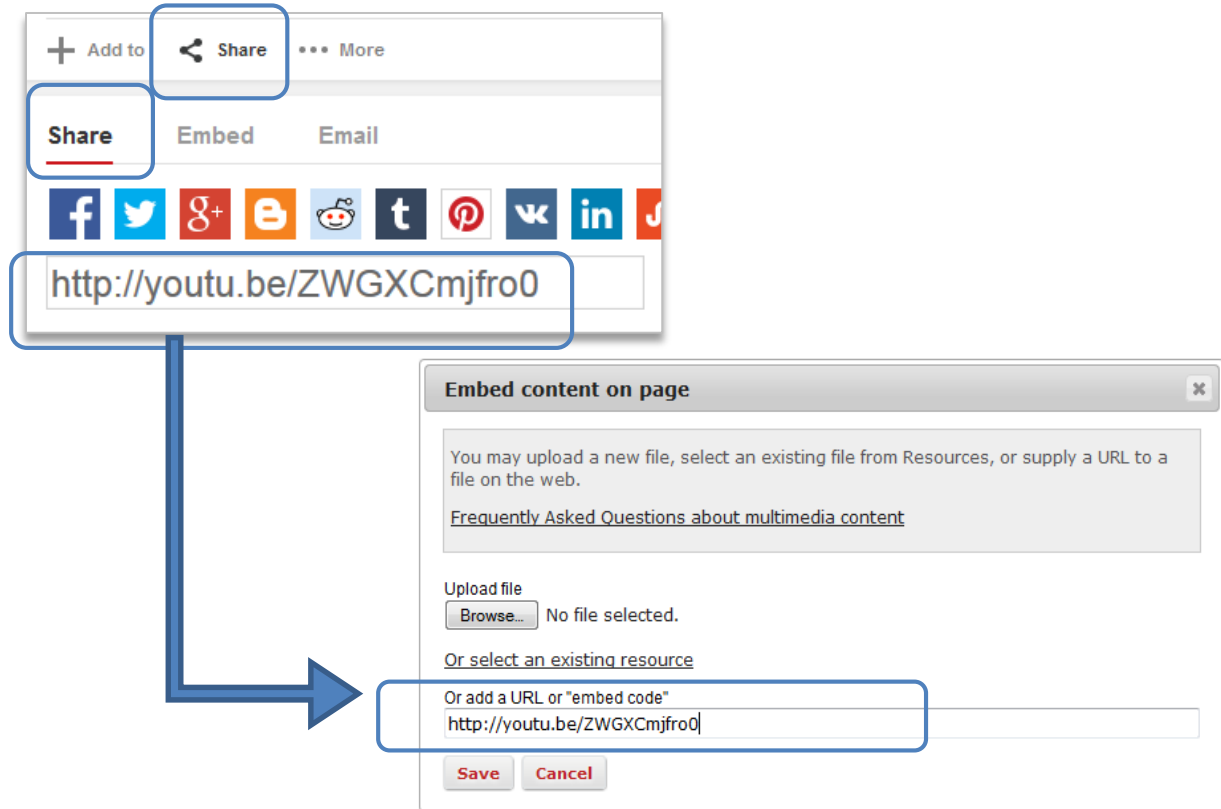 Add to Share More
Share Embed Email
f g+ B t P vк in
http://youtu.be/ZWGXCmjfro0
Embed content on page
You may upload a new file, select an existing file from Resources, or supply a URL to a
file on the web.
Frequently Asked Questions about multimedia content
Upload file
Browse... No file selected.
Or select an existing resource
Or add a URL or "embed code"
http://youtu.be/ZWGXCmjfro0
Save Cancel